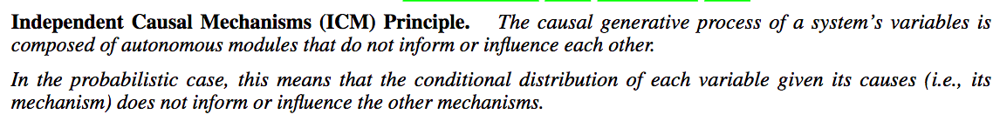 Independent Causal Mechanisms (ICM) Principle. The causal generative process of a system’s variables is
composed of autonomous modules that do not inform or influence each other.
In the probabilistic case, this means that the conditional distribution of each variable given its causes (i.e., its
mechanism) does not inform or influence the other mechanisms.